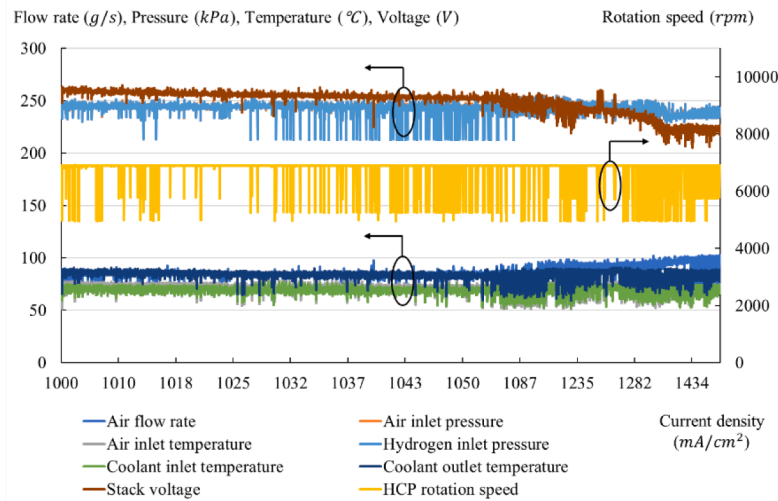 Flow rate (g/s), Pressure (kPa), Temperature (℃), Voltage (V)
Rotation speed (rpm)
300
250
200
150
100
50
0
10000
8000
6000
4000
2000
0
1000 1010 1018 1025 1032 1037 1043 1050 1087 1235 1282 1434
Air flow rate
Air inlet pressure
Current density
(mA/cm²)
Air inlet temperature
Hydrogen inlet pressure
Coolant inlet temperature
Coolant outlet temperature
Stack voltage
HCP rotation speed